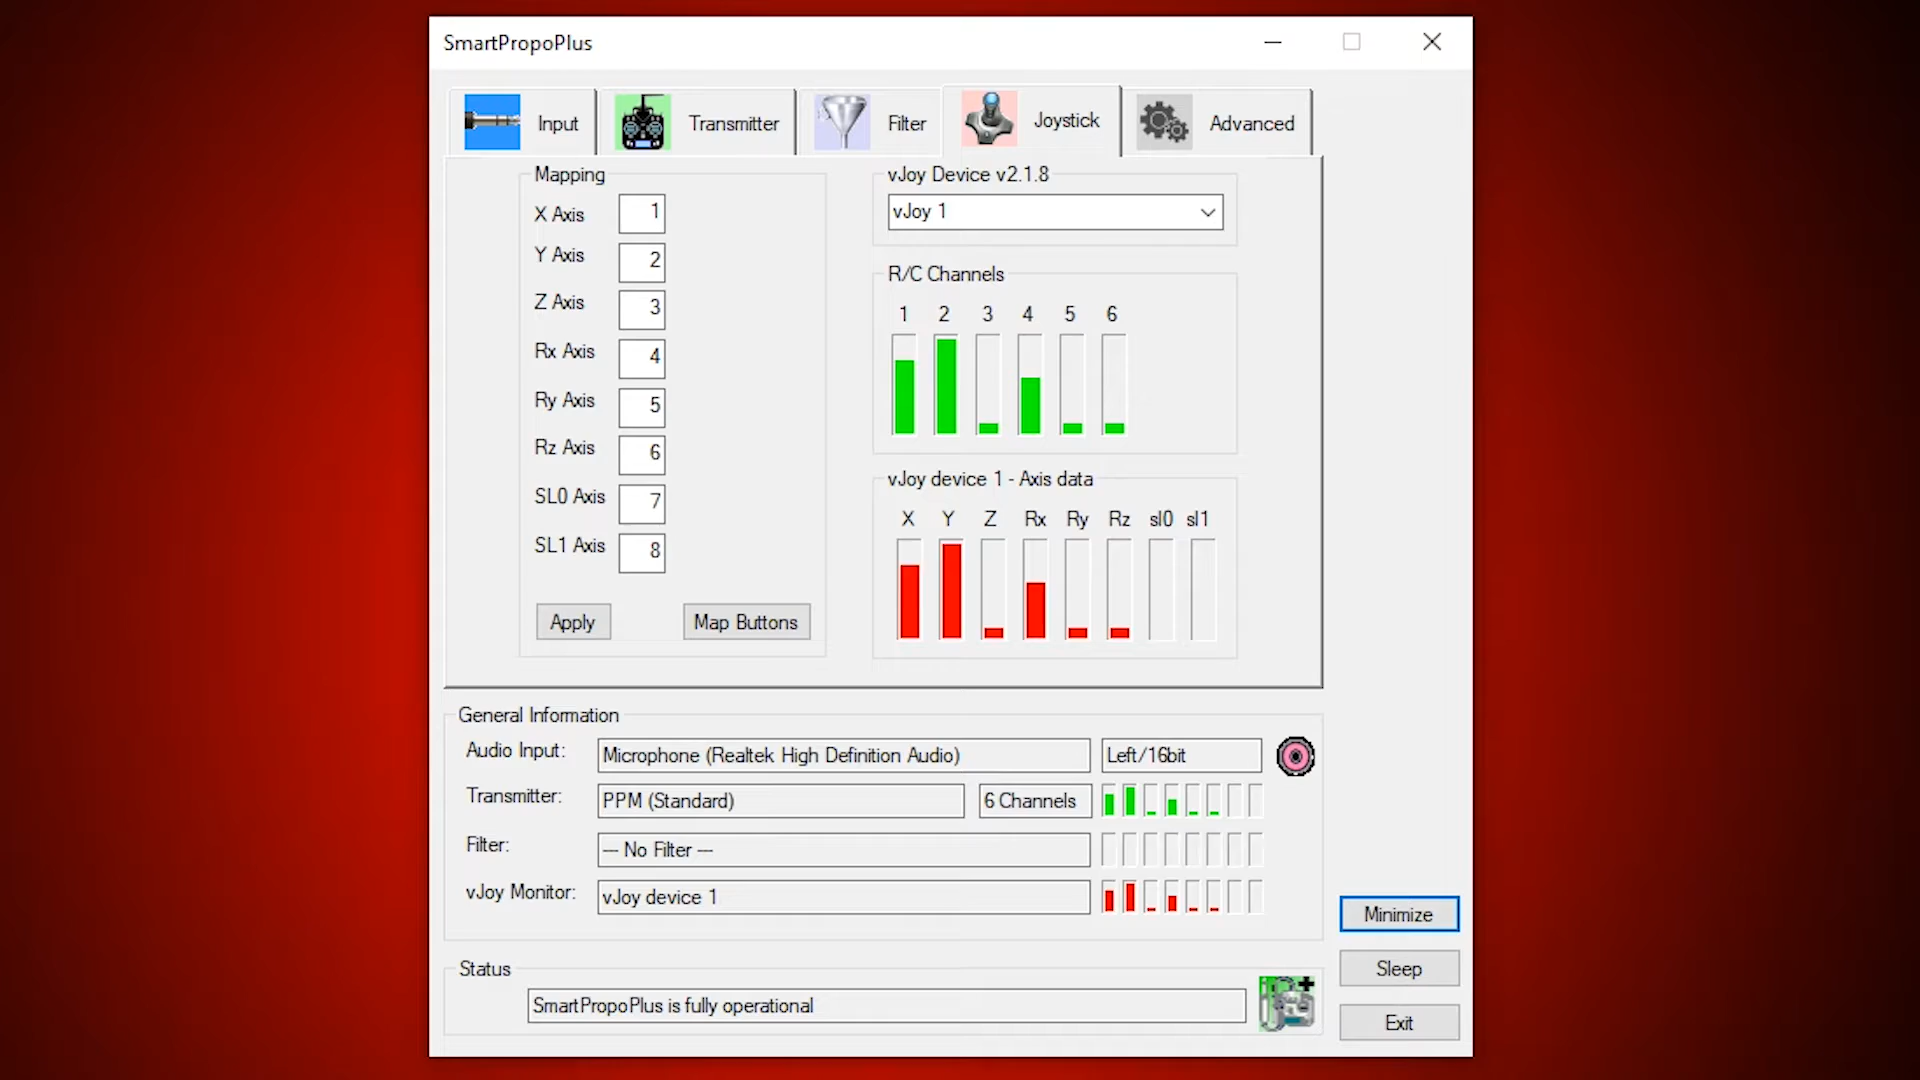 SmartPropoPlus
Input Transmitter Filter Joystick Advanced
Mapping
X Axis 1
Y Axis 2
Z Axis 3
Rx Axis 4
Ry Axis 5
Rz Axis 6
SL0 Axis 7
SL1 Axis 8
Apply Map Buttons
vJoy Device v2.1.8
vJoy 1
R/C Channels
1 2 3 4 5 6
vJoy device 1 - Axis data
X Y Z Rx Ry Rz sl0 sl1
General Information
Audio Input: Microphone (Realtek High Definition Audio) Left/16bit
Transmitter: PPM (Standard) 6 Channels
Filter: --- No Filter ---
vJoy Monitor: vJoy device 1
Status
SmartPropoPlus is fully operational
Minimize
Sleep
Exit